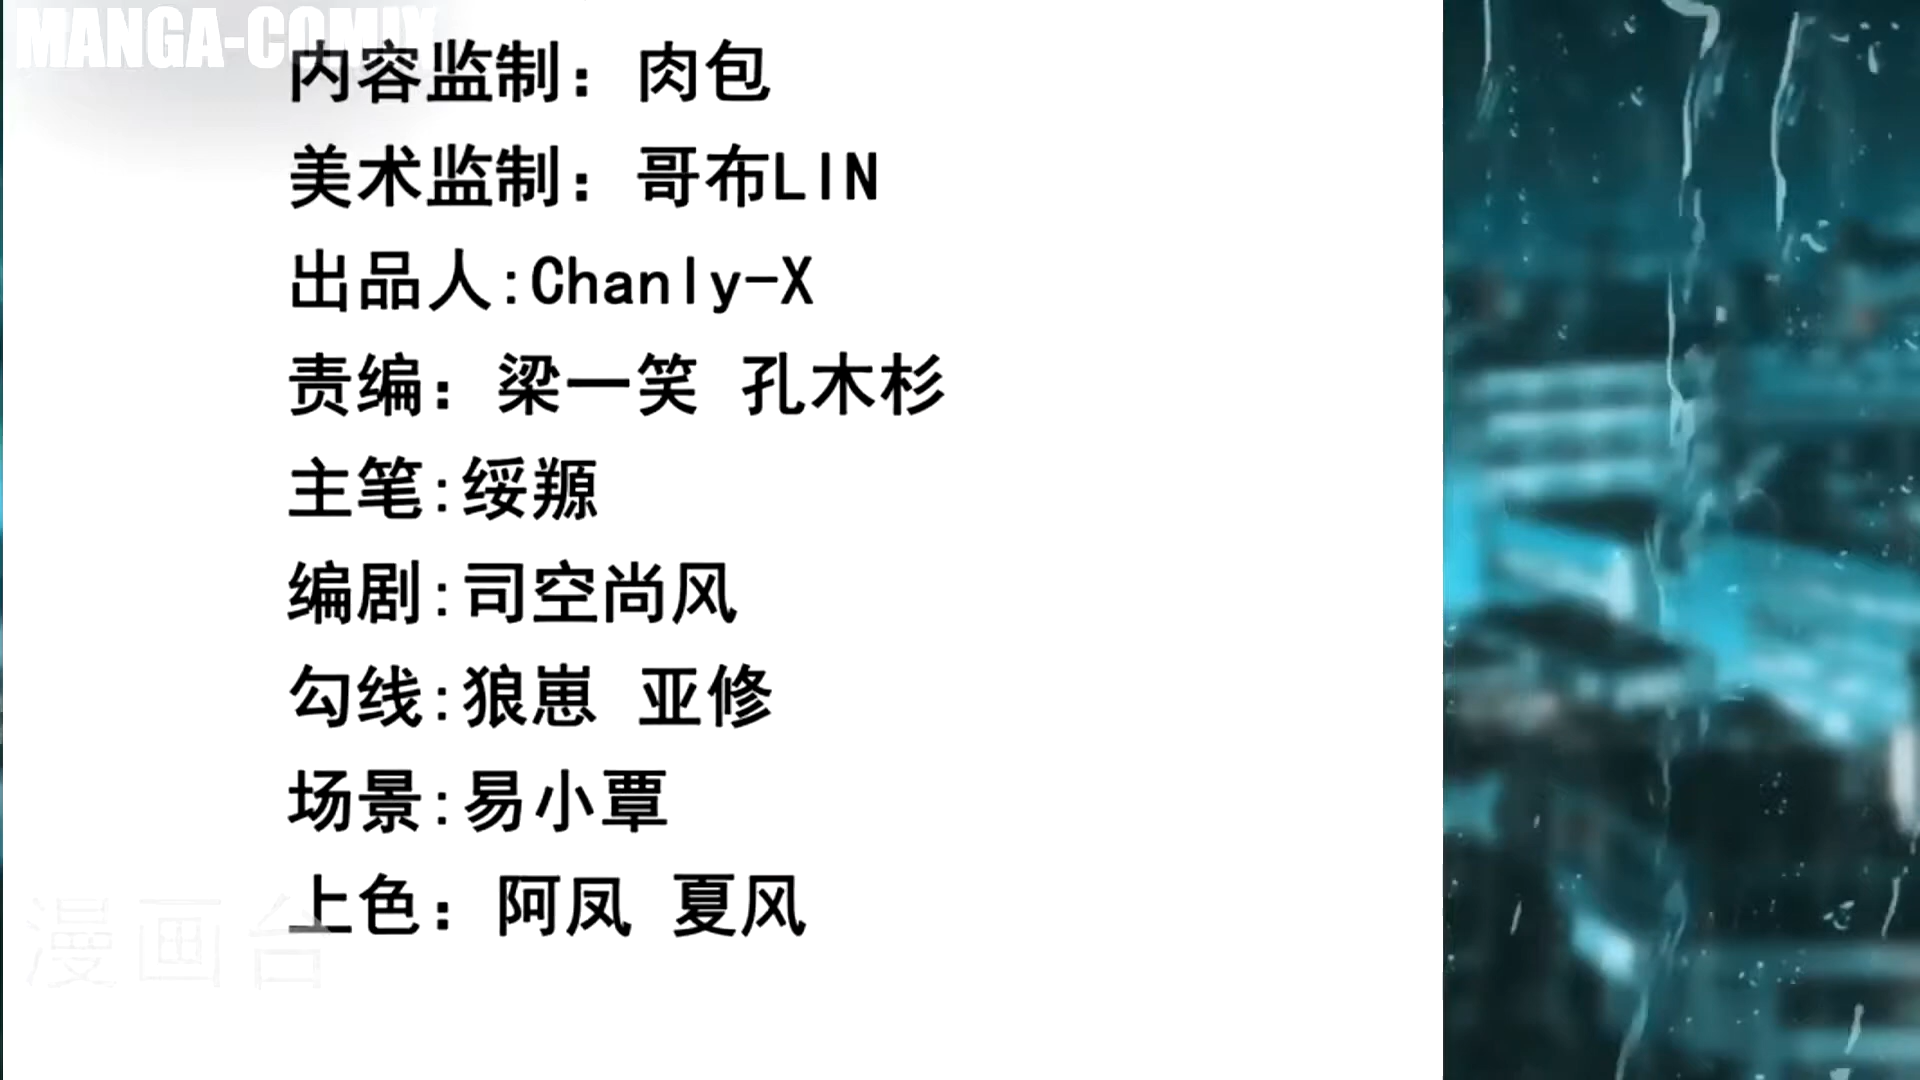 MANGA-COMIX
内容监制：肉包
美术监制：哥布LIN
出品人:Chanly-X
责编：梁一笑 孔木杉
主笔:绥羱
编剧:司空尚风
勾线:狼崽 亚修
场景:易小覃
上色：阿凤 夏风
漫画台